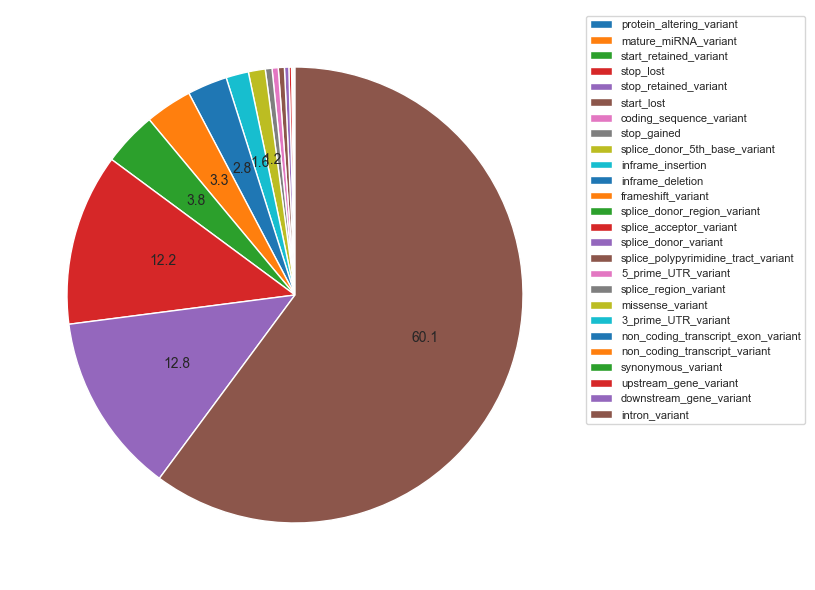 protein_altering_variant
mature_miRNA_variant
start_retained_variant
stop_lost
stop_retained_variant
start_lost
coding_sequence_variant
stop_gained
splice_donor_5th_base_variant
inframe_insertion
inframe_deletion
frameshift_variant
splice_donor_region_variant
splice_acceptor_variant
splice_donor_variant
splice_polypyrimidine_tract_variant
5_prime_UTR_variant
splice_region_variant
missense_variant
3_prime_UTR_variant
non_coding_transcript_exon_variant
non_coding_transcript_variant
synonymous_variant
upstream_gene_variant
downstream_gene_variant
intron_variant
1.2
1.6
2.8
3.3
3.8
12.2
12.8
60.1